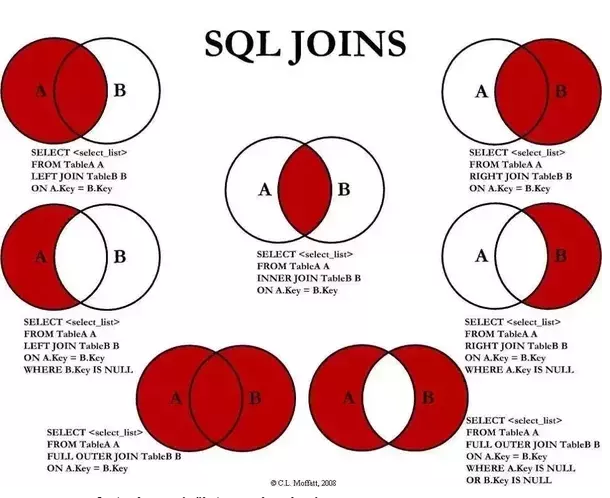 SQL JOINS
A B
SELECT <select_list>
FROM TableA A
LEFT JOIN TableB B
ON A.Key = B.Key
A B
SELECT <select_list>
FROM TableA A
RIGHT JOIN TableB B
ON A.Key = B.Key
A B
SELECT <select_list>
FROM TableA A
INNER JOIN TableB B
ON A.Key = B.Key
A B
SELECT <select_list>
FROM TableA A
LEFT JOIN TableB B
ON A.Key = B.Key
WHERE B.Key IS NULL
A B
SELECT <select_list>
FROM TableA A
RIGHT JOIN TableB B
ON A.Key = B.Key
WHERE A.Key IS NULL
A B
SELECT <select_list>
FROM TableA A
FULL OUTER JOIN TableB B
ON A.Key = B.Key
A B
SELECT <select_list>
FROM TableA A
FULL OUTER JOIN TableB B
ON A.Key = B.Key
WHERE A.Key IS NULL
OR B.Key IS NULL
© C.L. Moffatt, 2008